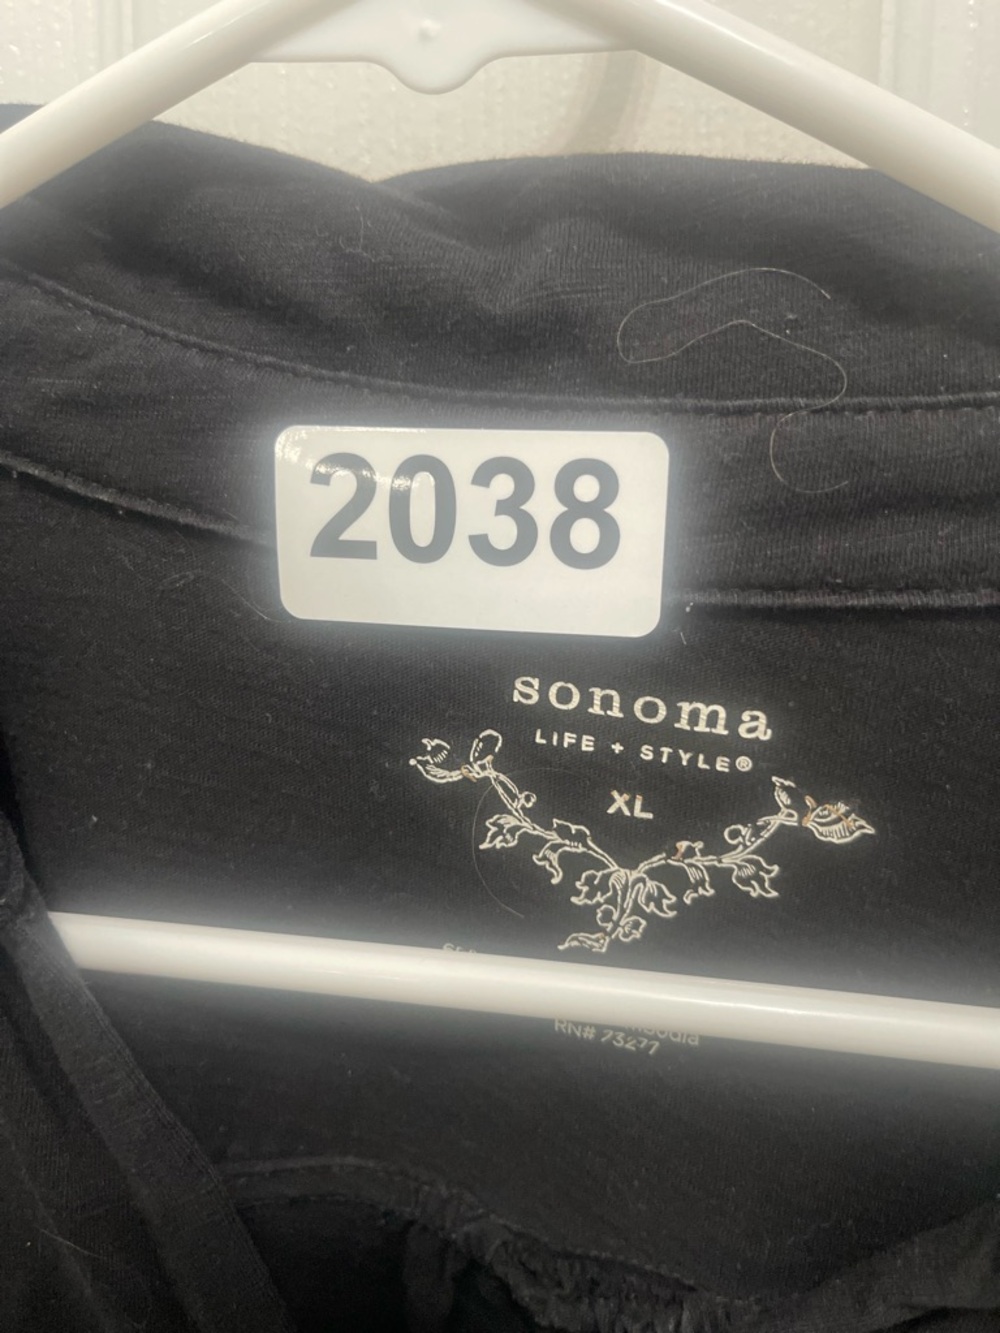 2038
sonoma
LIFE + STYLE®
XL
RN# 73277